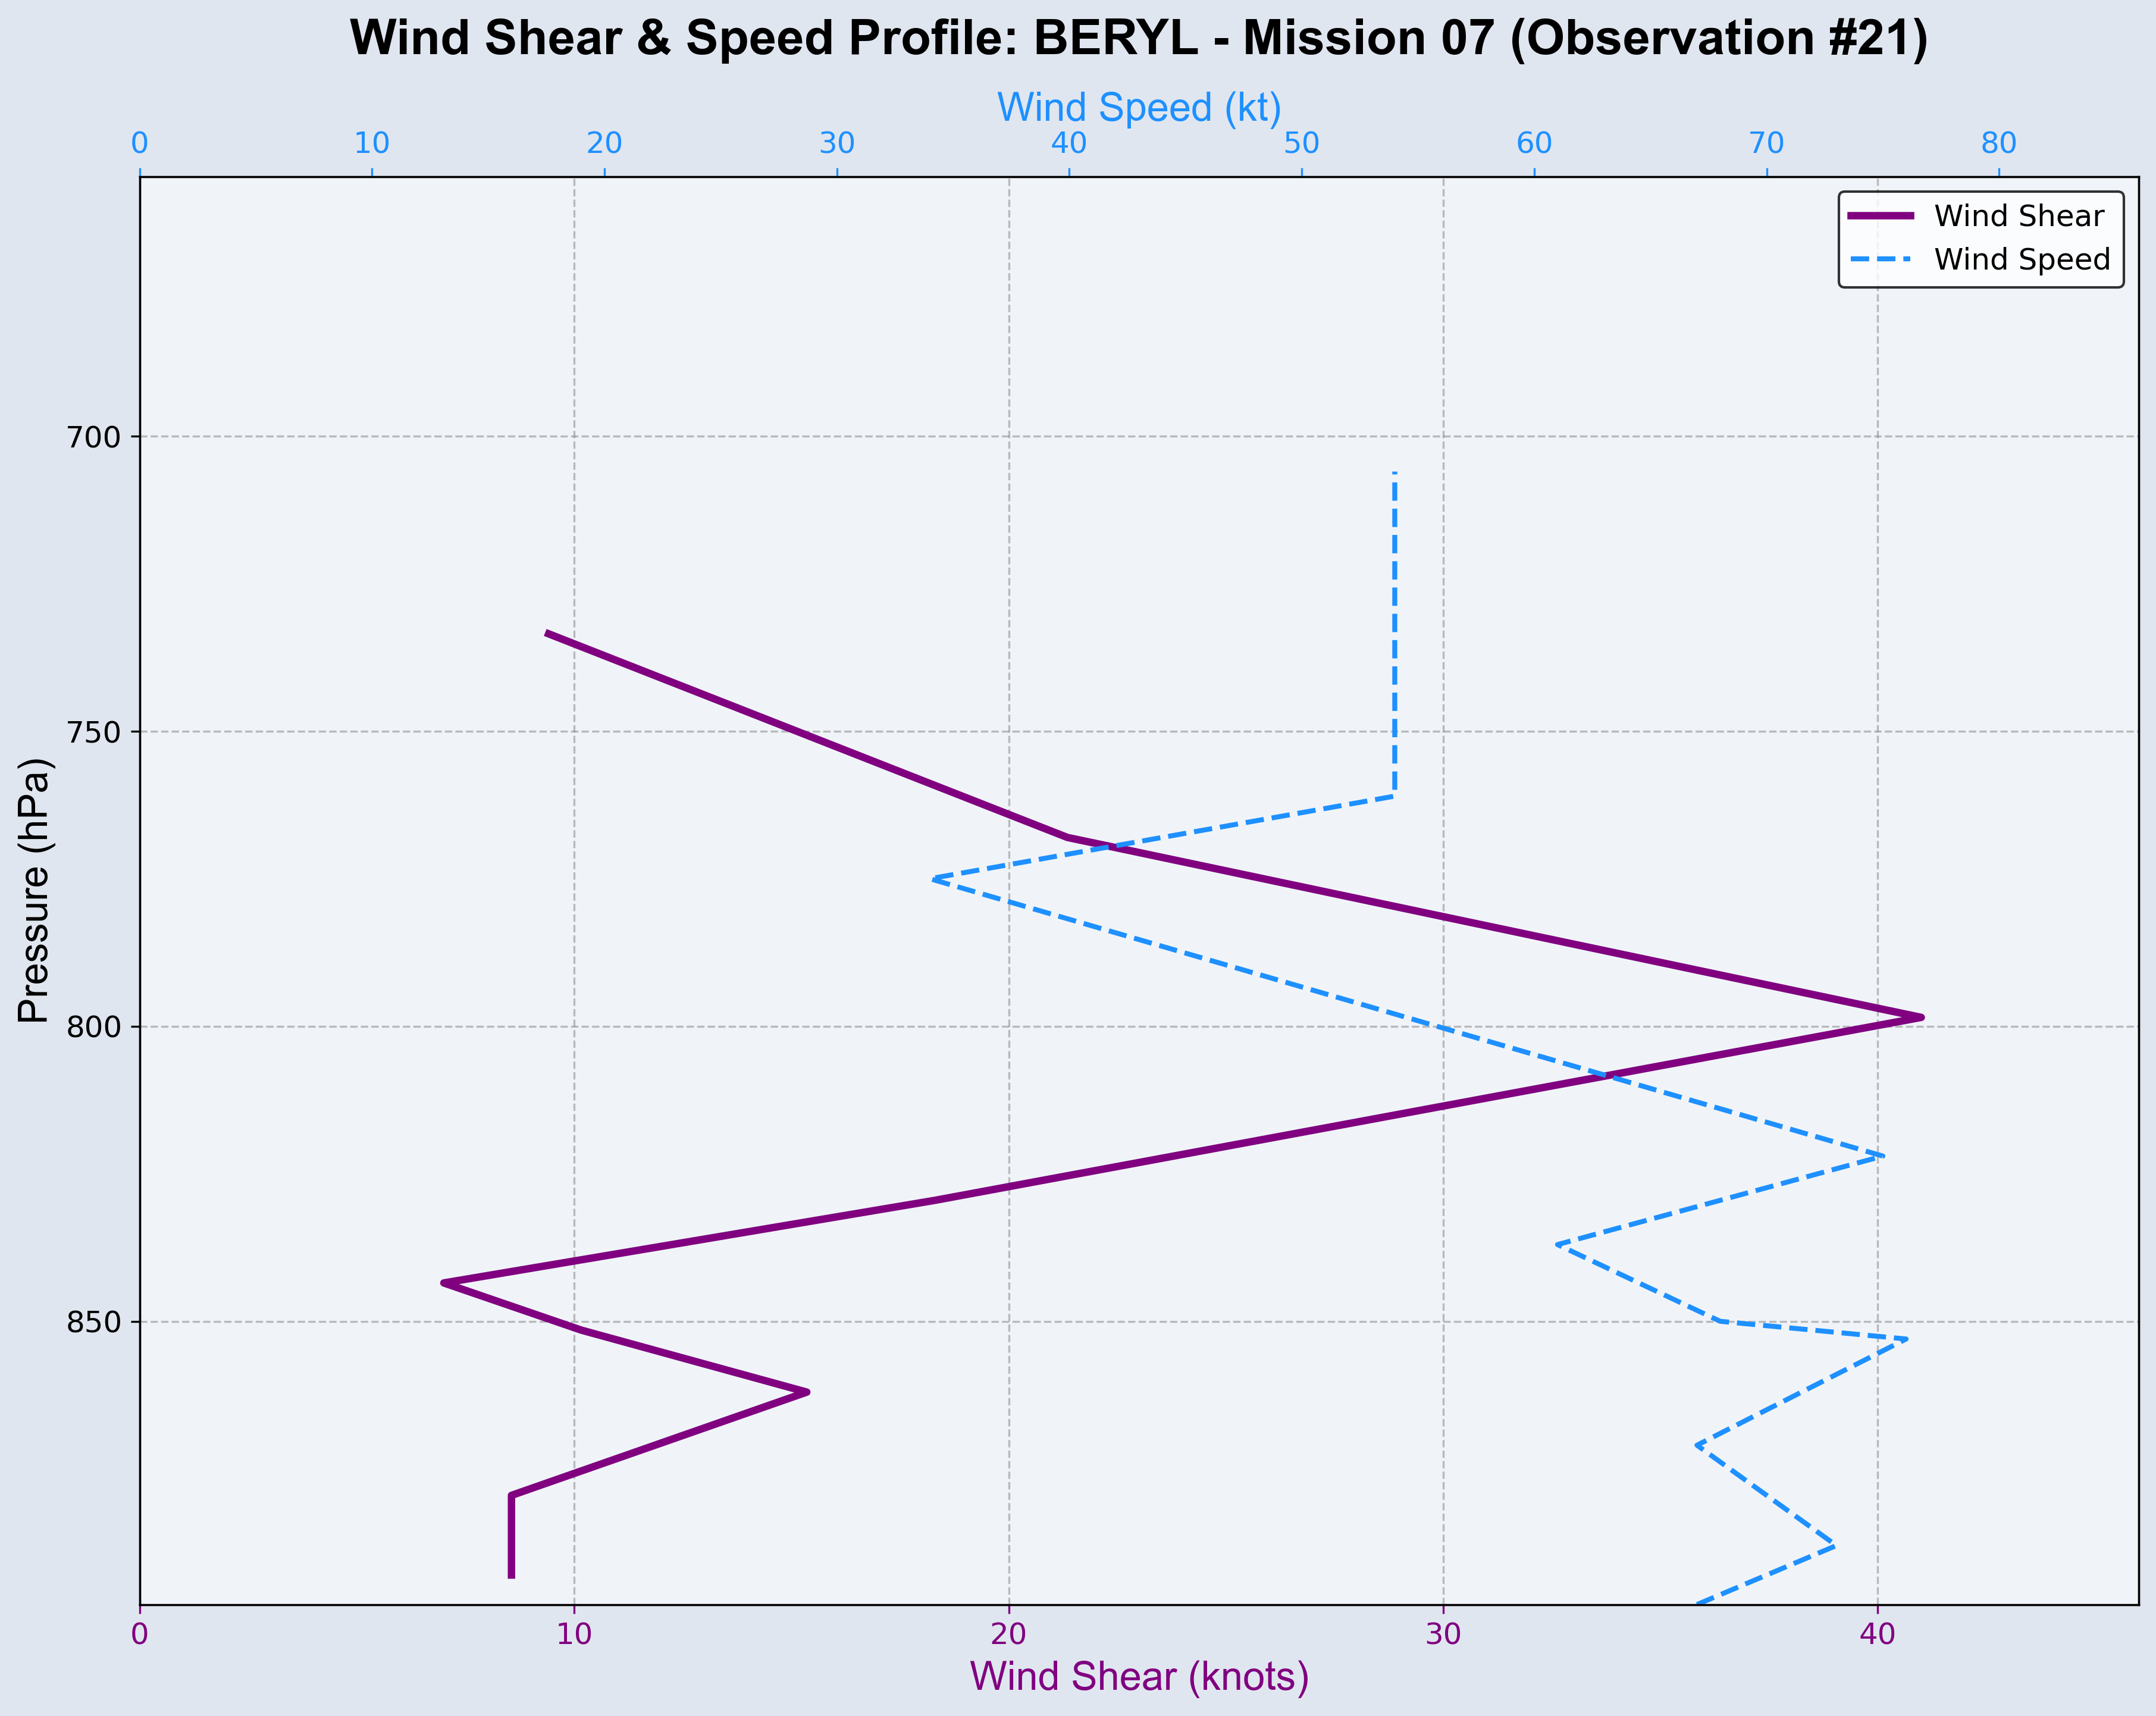 Wind Shear & Speed Profile: BERYL - Mission 07 (Observation #21)
Wind Speed (kt)
0 10 20 30 40 50 60 70 80
Wind Shear
Wind Speed
700
750
800
850
Pressure (hPa)
0 10 20 30 40
Wind Shear (knots)